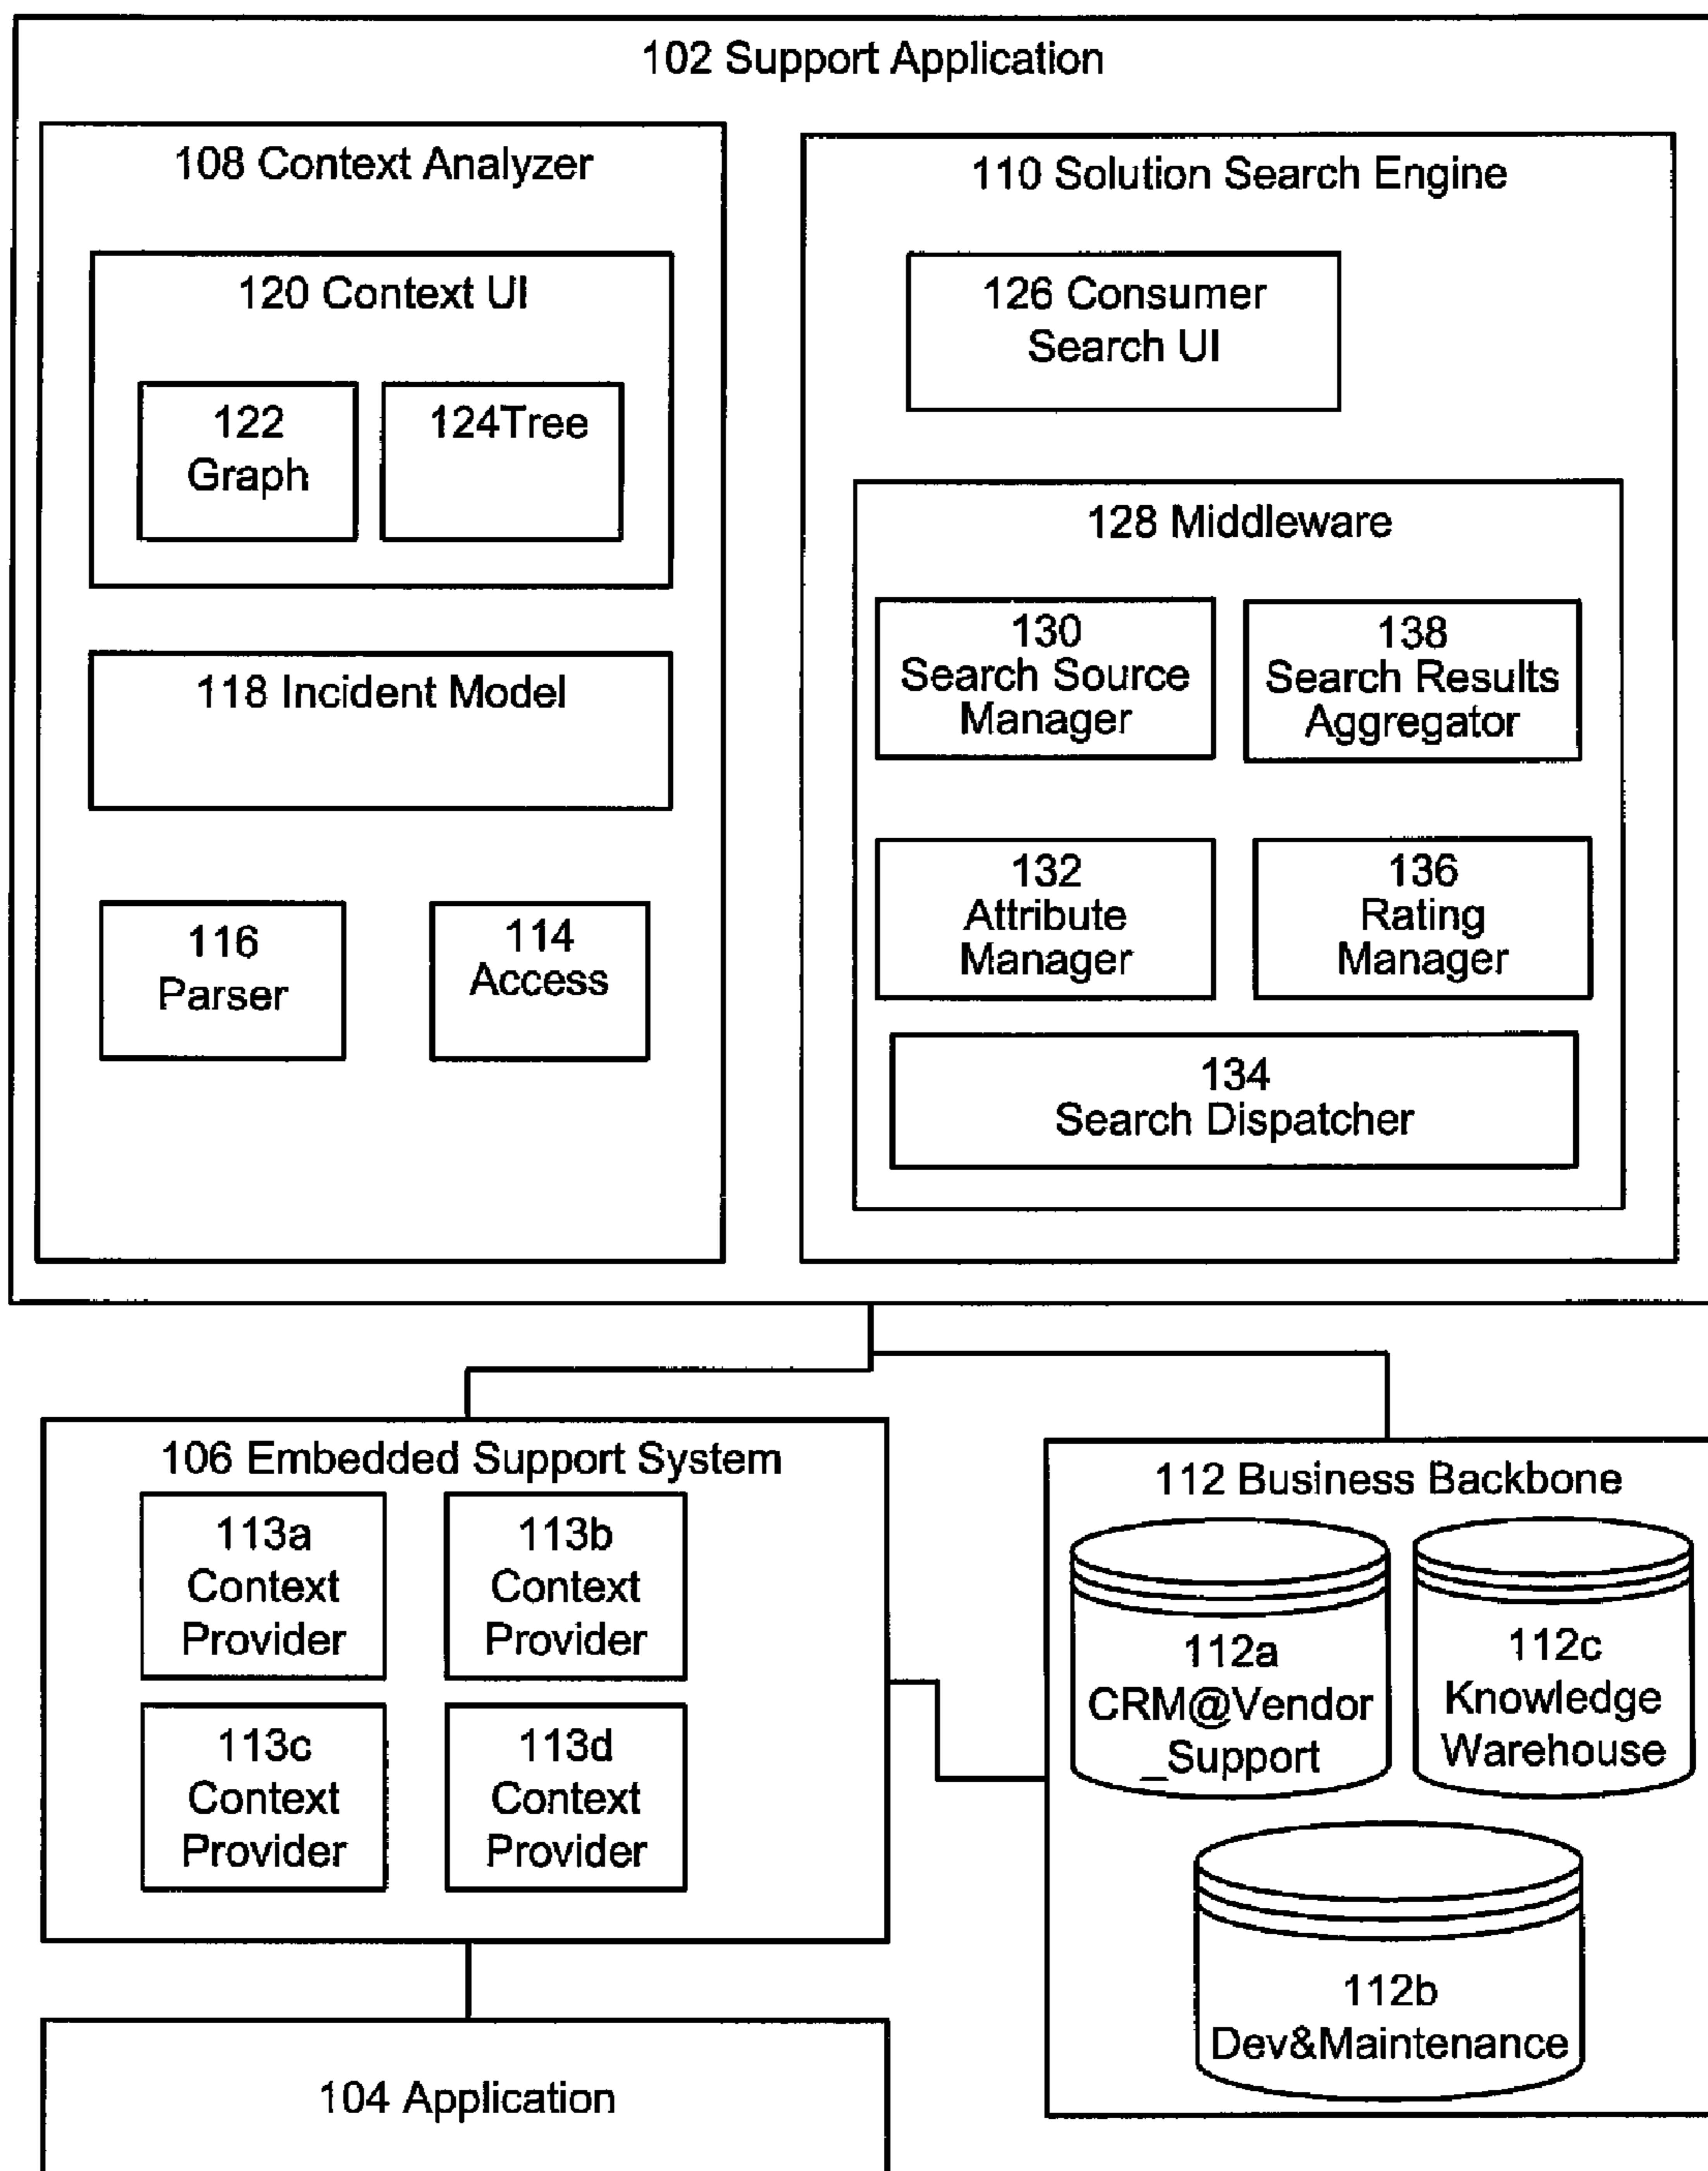 102 Support Application
108 Context Analyzer
120 Context UI
122
Graph
124Tree
118 Incident Model
116
Parser
114
Access
110 Solution Search Engine
126 Consumer
Search UI
128 Middleware
130
Search Source
Manager
138
Search Results
Aggregator
132
Attribute
Manager
136
Rating
Manager
134
Search Dispatcher
106 Embedded Support System
113a
Context
Provider
113b
Context
Provider
113c
Context
Provider
113d
Context
Provider
112 Business Backbone
112a
CRM@Vendor
_Support
112c
Knowledge
Warehouse
112b
Dev&Maintenance
104 Application